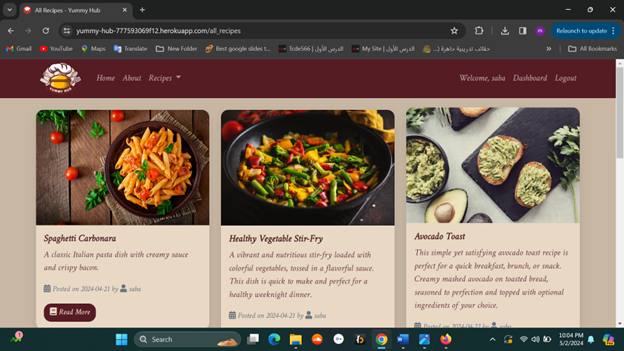 All Recipes - Yummy Hub
yummy-hub-777593069f12.herokuapp.com/all_recipes
Relaunch to update
Gmail
YouTube
Maps
Translate
New Folder
Best google slides t...
الدرس الأول | My Site
حقائب تدريبية جاهزة (...
All Bookmarks
YUMMY HUB
Home About Recipes
Welcome, saba Dashboard Logout
Spaghetti Carbonara
A classic Italian pasta dish with creamy sauce
and crispy bacon.
Posted on 2024-04-21 by saba
Read More
Healthy Vegetable Stir-Fry
A vibrant and nutritious stir-fry loaded with
colorful vegetables, tossed in a flavorful sauce.
This dish is quick to make and perfect for a
healthy weeknight dinner.
Posted on 2024-04-21 by saba
Avocado Toast
This simple yet satisfying avocado toast recipe is
perfect for a quick breakfast, brunch, or snack.
Creamy mashed avocado on toasted bread,
seasoned to perfection and topped with optional
ingredients of your choice.
Posted on 2024-04-21 by saba
Search
10:04 PM
5/2/2024